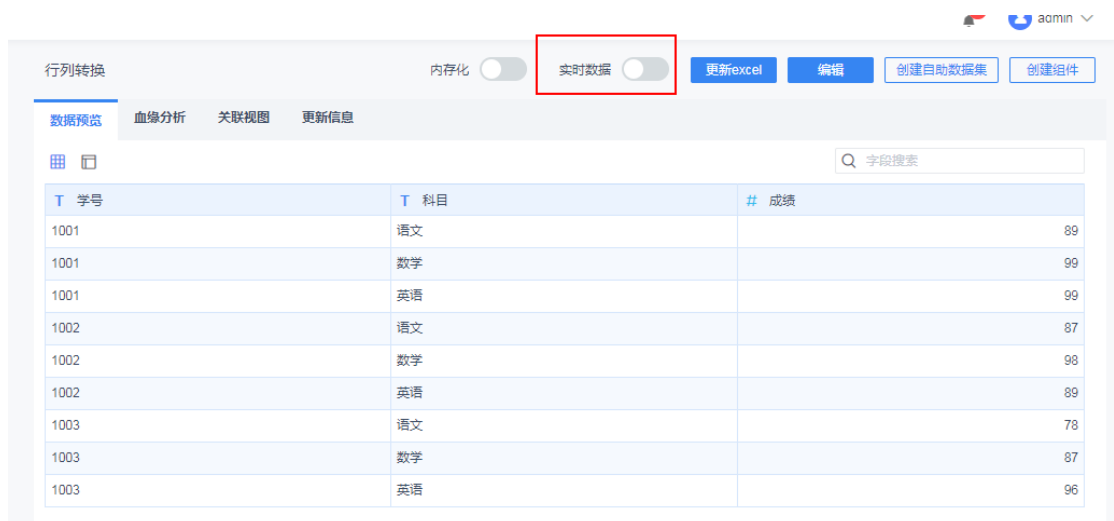 admin
行列转换 内存化 实时数据 更新excel 编辑 创建自助数据集 创建组件
数据预览 血缘分析 关联视图 更新信息
字段搜索
T 学号 T 科目 # 成绩
1001 语文 89
1001 数学 99
1001 英语 99
1002 语文 87
1002 数学 98
1002 英语 89
1003 语文 78
1003 数学 87
1003 英语 96